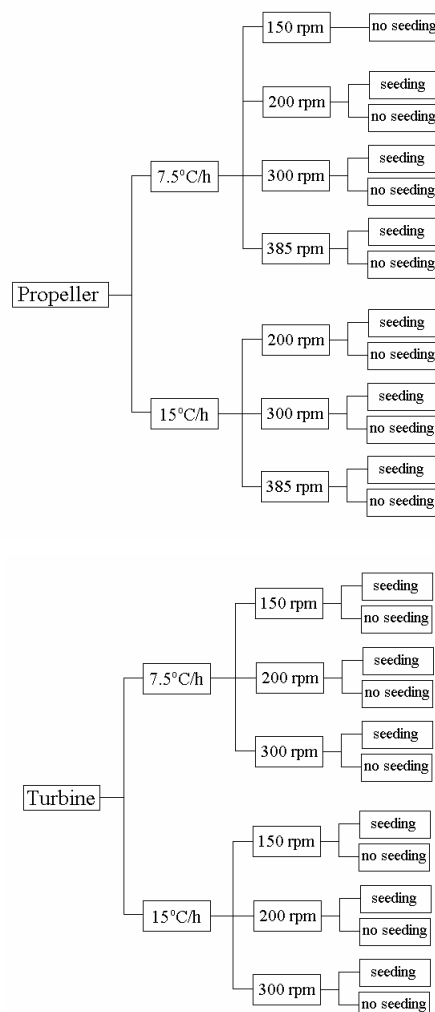 150 rpm
no seeding
seeding
200 rpm
no seeding
7.5°C/h
seeding
300 rpm
no seeding
seeding
385 rpm
no seeding
Propeller
seeding
200 rpm
no seeding
15°C/h
seeding
300 rpm
no seeding
seeding
385 rpm
no seeding
seeding
150 rpm
no seeding
7.5°C/h
seeding
200 rpm
no seeding
seeding
300 rpm
no seeding
Turbine
seeding
150 rpm
no seeding
15°C/h
seeding
200 rpm
no seeding
seeding
300 rpm
no seeding